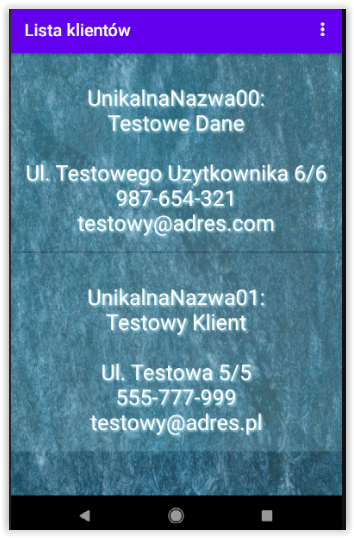 Lista klientów
UnikalnaNazwa00:
Testowe Dane
Ul. Testowego Uzytkownika 6/6
987-654-321
testowy@adres.com
UnikalnaNazwa01:
Testowy Klient
Ul. Testowa 5/5
555-777-999
testowy@adres.pl